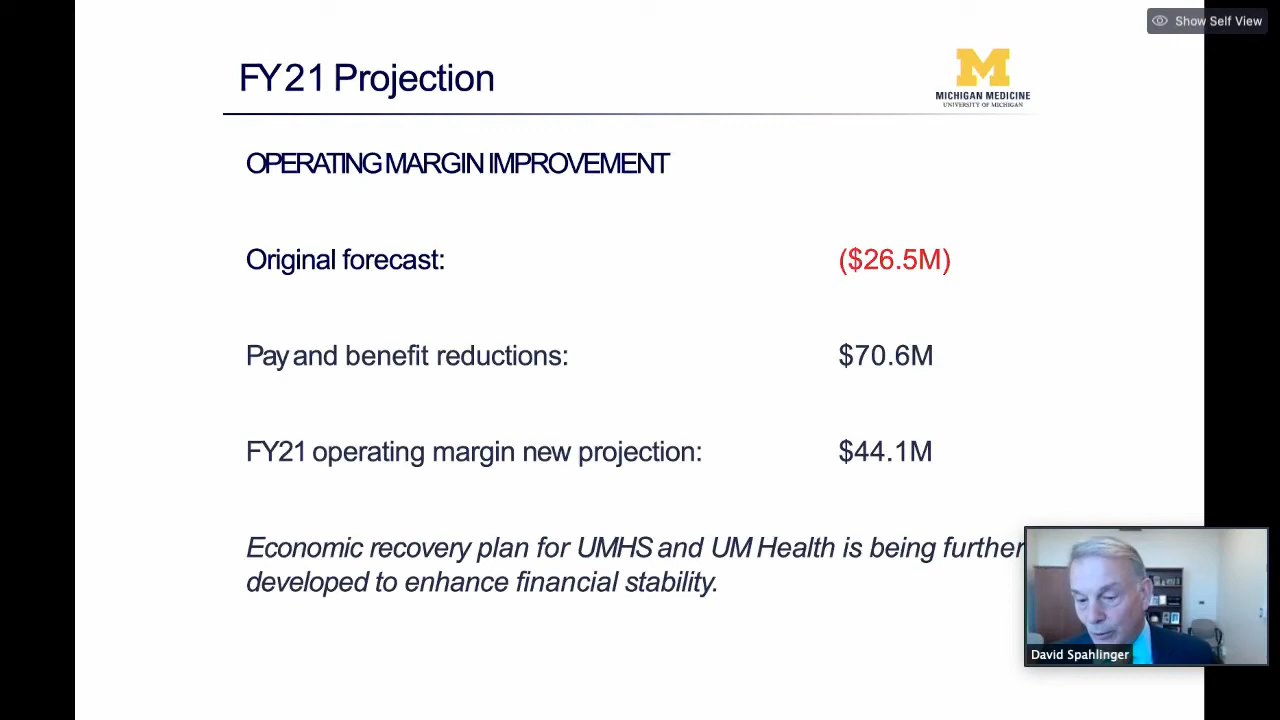 Show Self View
FY21 Projection
M
MICHIGAN MEDICINE
UNIVERSITY OF MICHIGAN
OPERATING MARGIN IMPROVEMENT
Original forecast: ($26.5M)
Pay and benefit reductions: $70.6M
FY21 operating margin new projection: $44.1M
Economic recovery plan for UMHS and UM Health is being further
developed to enhance financial stability.
David Spahlinger